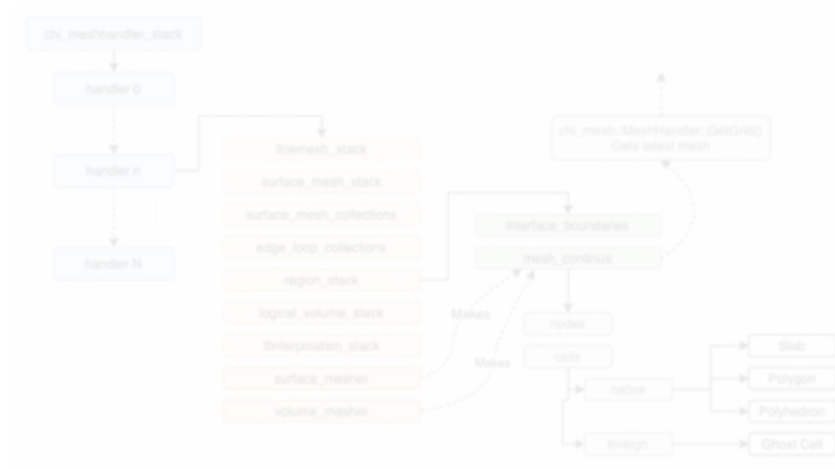 chi_meshhandler_stack
handler 0
handler n
handler N
linemesh_stack
surface_mesh_stack
surface_mesh_collections
edge_loop_collections
region_stack
logical_volume_stack
ffinterpolation_stack
surface_mesher
volume_mesher
chi_mesh::MeshHandler::GetGrid()
Gets latest mesh
interface_boundaries
mesh_continua
Makes
Makes
nodes
cells
native
foreign
Slab
Polygon
Polyhedron
Ghost Cell